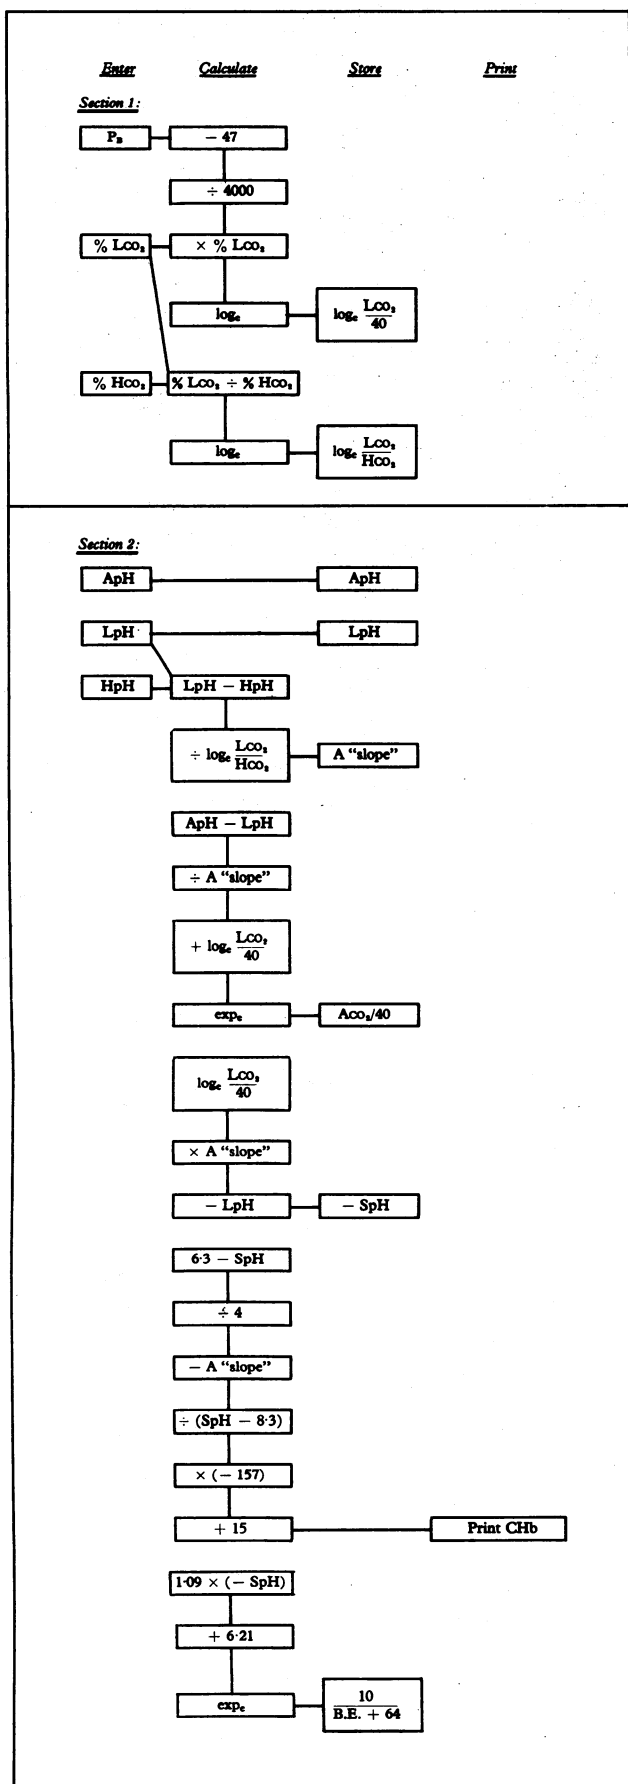 Enter Calculate Store Print
Section 1:
P_B − 47
÷ 4000
% Lco₂ × % Lco₂
logₑ logₑ Lco₂/40
% Hco₂ % Lco₂ ÷ % Hco₂
logₑ logₑ Lco₂/Hco₂
Section 2:
ApH ApH
LpH LpH
HpH LpH − HpH
÷ logₑ Lco₂/Hco₂ A "slope"
ApH − LpH
÷ A "slope"
+ logₑ Lco₂/40
expₑ Aco₂/40
logₑ Lco₂/40
× A "slope"
− LpH − SpH
6·3 − SpH
÷ 4
− A "slope"
÷ (SpH − 8·3)
× (− 157)
+ 15 Print CHb
1·09 × (− SpH)
+ 6·21
expₑ 10/B.E. + 64